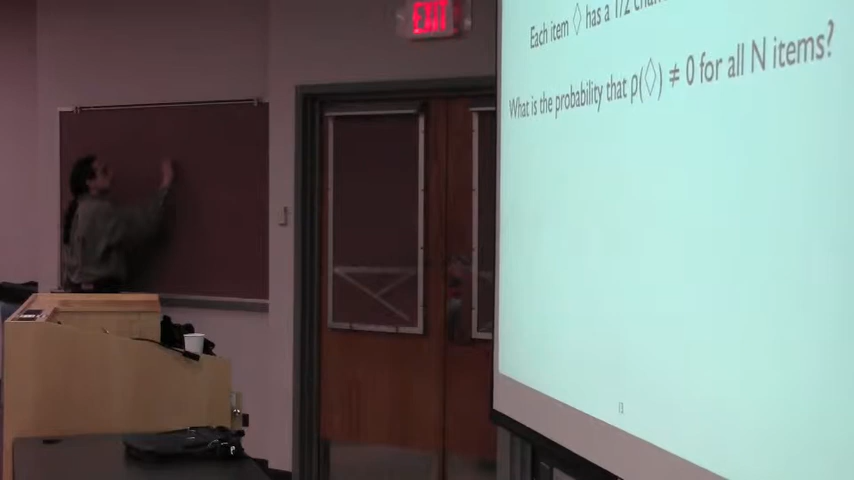 EXIT
Each item ◊ has a 1/2
What is the probability that p(◊) ≠ 0 for all N items?